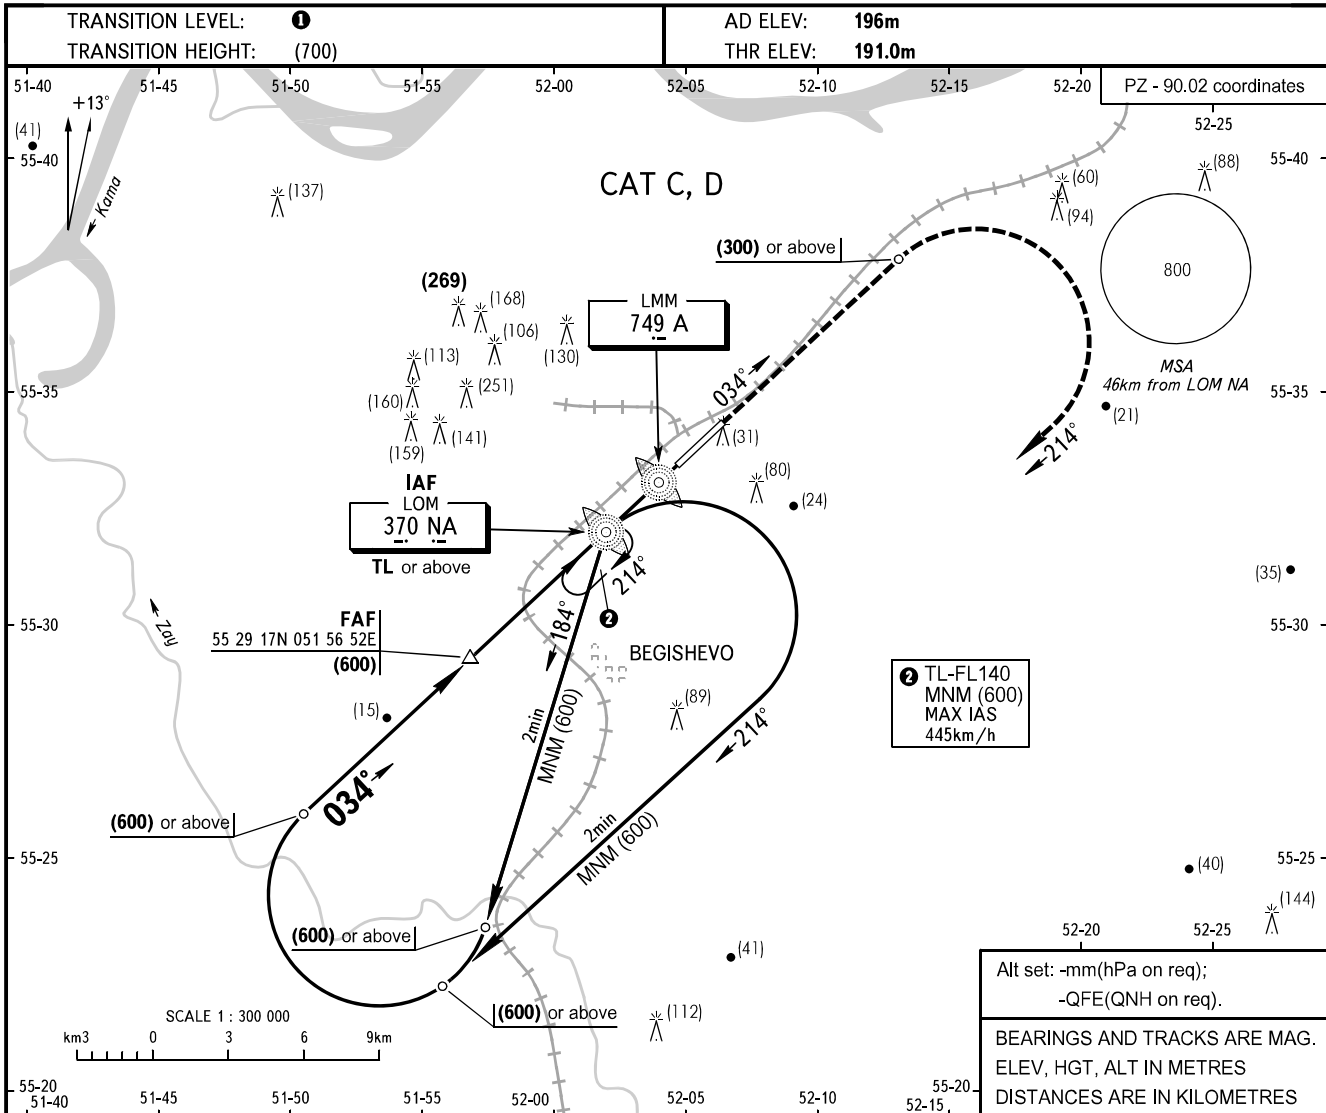 TRANSITION LEVEL: ❶
TRANSITION HEIGHT: (700)
AD ELEV: 196m
THR ELEV: 191.0m
51-40 51-45 51-50 51-55 52-00 52-05 52-10 52-15 52-20
PZ - 90.02 coordinates
52-25
+13°
(41)
55-40
55-40
Kama
(137)
CAT C, D
(60)
(88)
(94)
(300) or above
800
(269)
(168)
(106)
(130)
LMM
749 A
(113)
(251)
(160)
(141)
(159)
034°
MSA
46km from LOM NA
55-35
55-35
(21)
214°
(31)
(80)
(24)
IAF
LOM
370 NA
TL or above
214°
184°
❷
(35)
Zay
55-30
55-30
FAF
55 29 17N 051 56 52E
(600)
BEGISHEVO
❷ TL-FL140
MNM (600)
MAX IAS
445km/h
(15)
(89)
214°
2min
MNM (600)
034°
(600) or above
2min
MNM (600)
55-25
55-25
(40)
(144)
(600) or above
(41)
52-20 52-25
(600) or above
(112)
Alt set: -mm(hPa on req);
-QFE(QNH on req).
SCALE 1 : 300 000
km3 0 3 6 9km
BEARINGS AND TRACKS ARE MAG.
ELEV, HGT, ALT IN METRES
DISTANCES ARE IN KILOMETRES
55-20
55-20
51-40 51-45 51-50 51-55 52-00 52-05 52-10 52-15